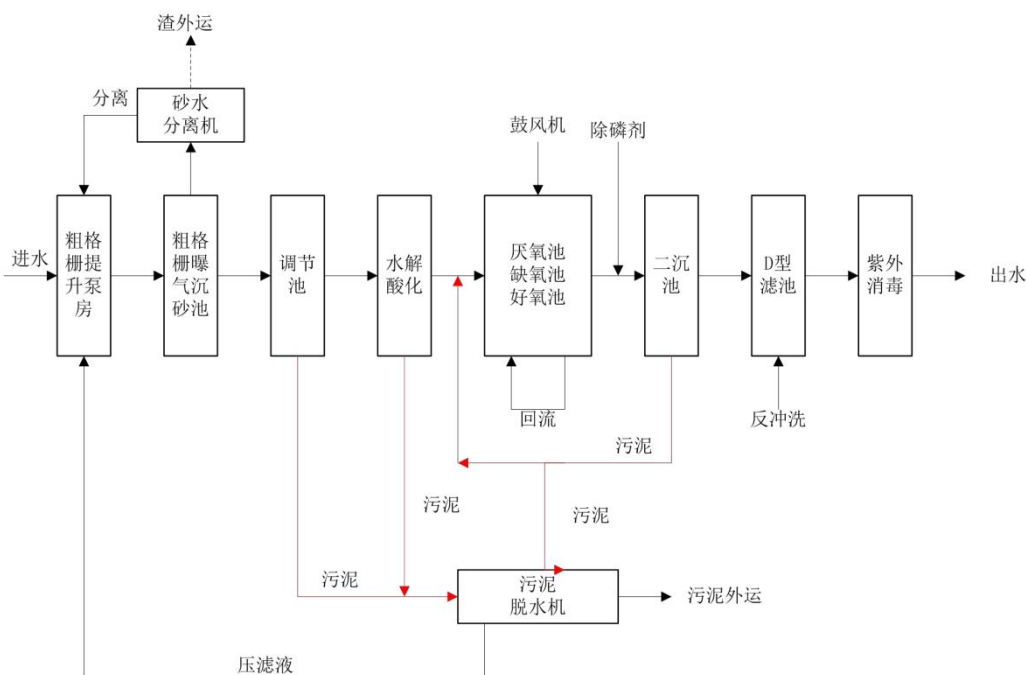 渣外运
分离
砂水
分离机
鼓风机
除磷剂
进水
粗格
栅提
升泵
房
粗格
栅曝
气沉
砂池
调节
池
水解
酸化
厌氧池
缺氧池
好氧池
二沉
池
D型
滤池
紫外
消毒
出水
回流
反冲洗
污泥
污泥
污泥
污泥
污泥
脱水机
污泥外运
压滤液